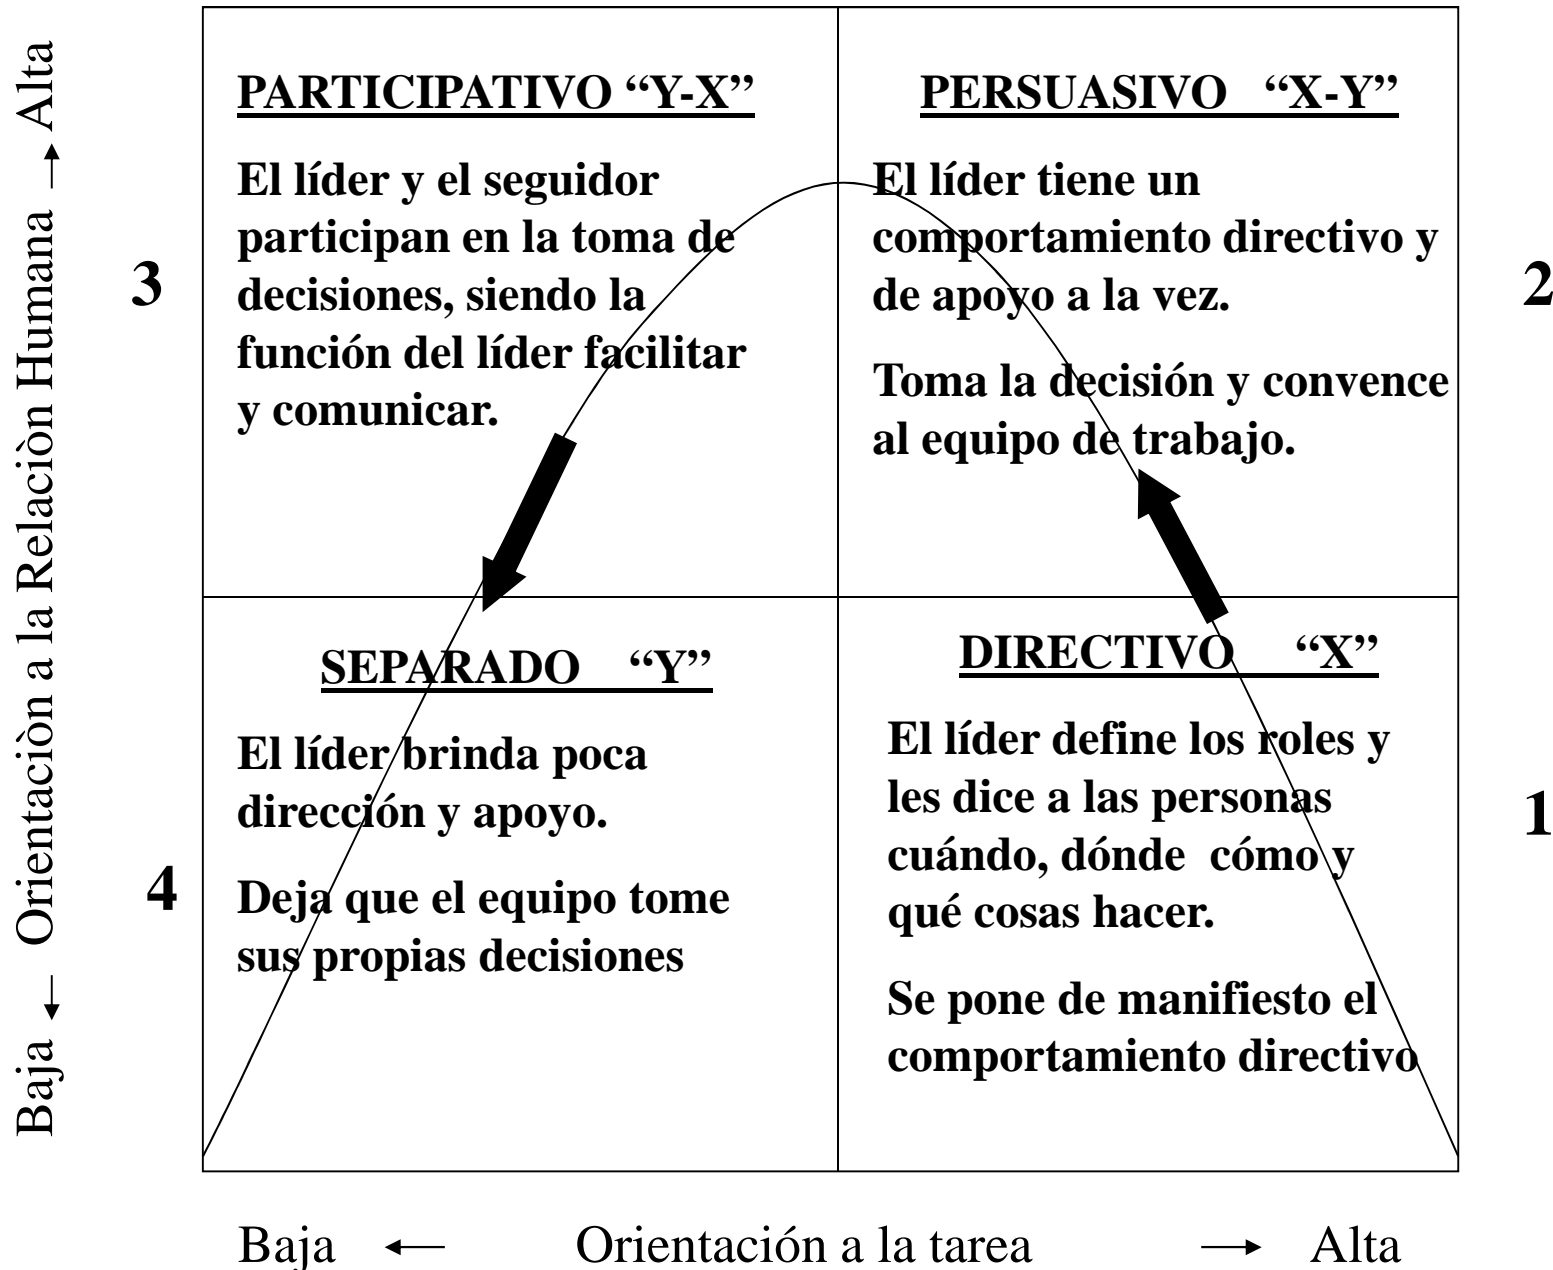 PARTICIPATIVO “Y-X”
El líder y el seguidor
participan en la toma de
decisiones, siendo la
función del líder facilitar
y comunicar.
PERSUASIVO “X-Y”
El líder tiene un
comportamiento directivo y
de apoyo a la vez.
Toma la decisión y convence
al equipo de trabajo.
3
2
SEPARADO “Y”
El líder brinda poca
dirección y apoyo.
Deja que el equipo tome
sus propias decisiones
DIRECTIVO “X”
El líder define los roles y
les dice a las personas
cuándo, dónde cómo y
qué cosas hacer.
Se pone de manifiesto el
comportamiento directivo
4
1
Baja ← Orientaciòn a la Relaciòn Humana → Alta
Baja ← Orientación a la tarea → Alta